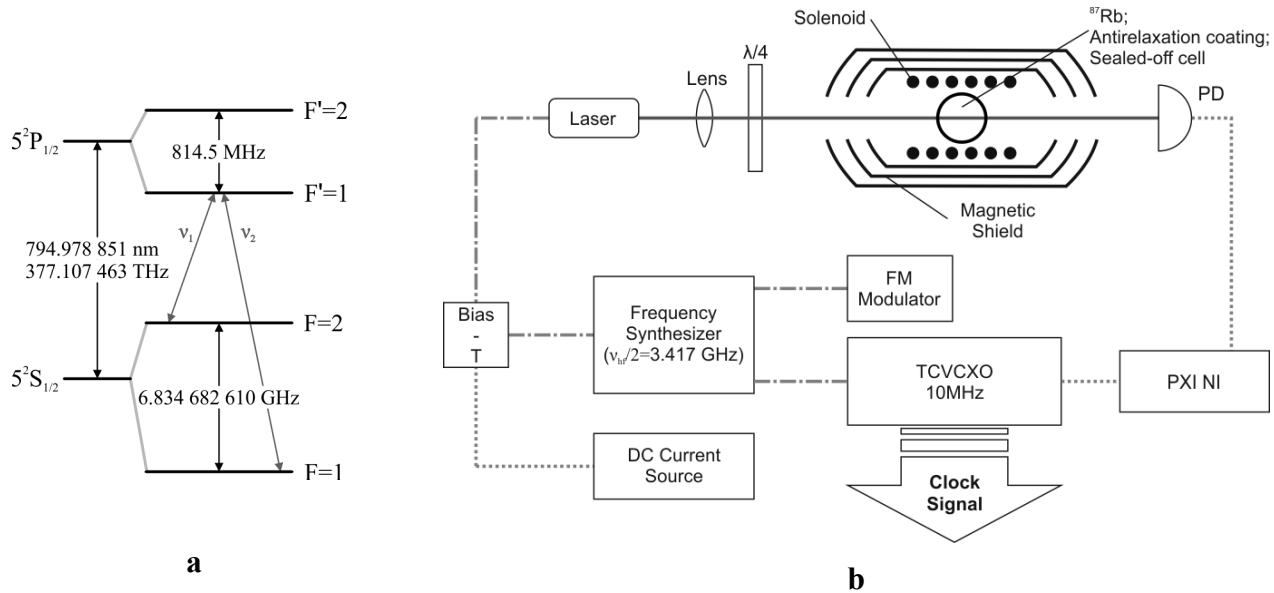 F'=2
5²P₁/₂
814.5 MHz
F'=1
ν₁
ν₂
794.978 851 nm
377.107 463 THz
F=2
5²S₁/₂
6.834 682 610 GHz
F=1
a
Solenoid
⁸⁷Rb;
Antirelaxation coating;
Sealed-off cell
λ/4
Lens
PD
Laser
Magnetic
Shield
FM
Modulator
Bias
-
T
Frequency
Synthesizer
(νhf/2=3.417 GHz)
TCVCXO
10MHz
PXI NI
DC Current
Source
Clock
Signal
b